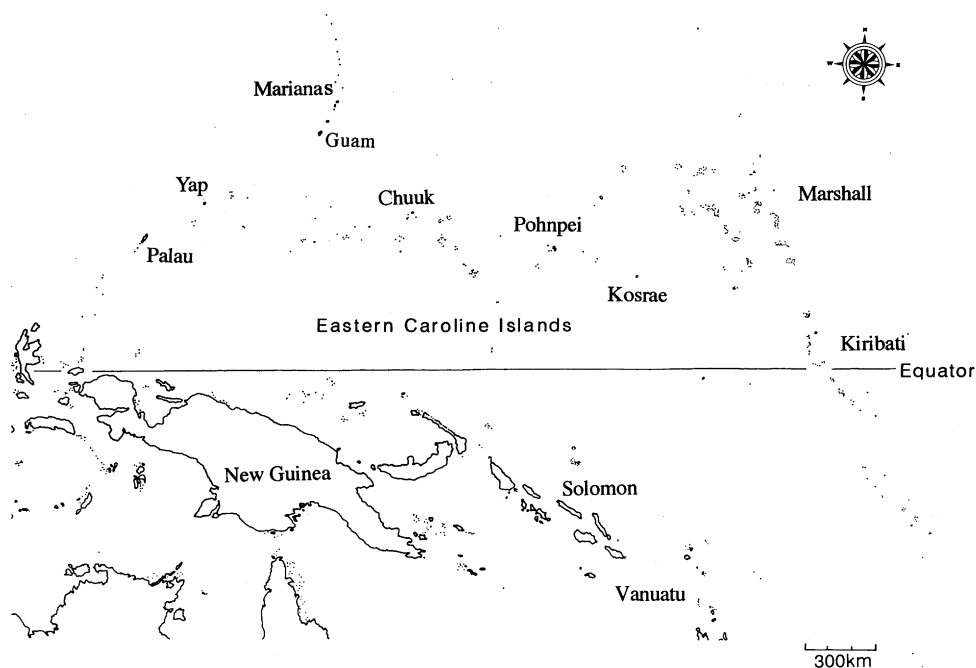 N
W
E
S
Marianas
Guam
Yap
Chuuk
Marshall
Pohnpei
Palau
Kosrae
Eastern Caroline Islands
Kiribati
Equator
New Guinea
Solomon
Vanuatu
300km